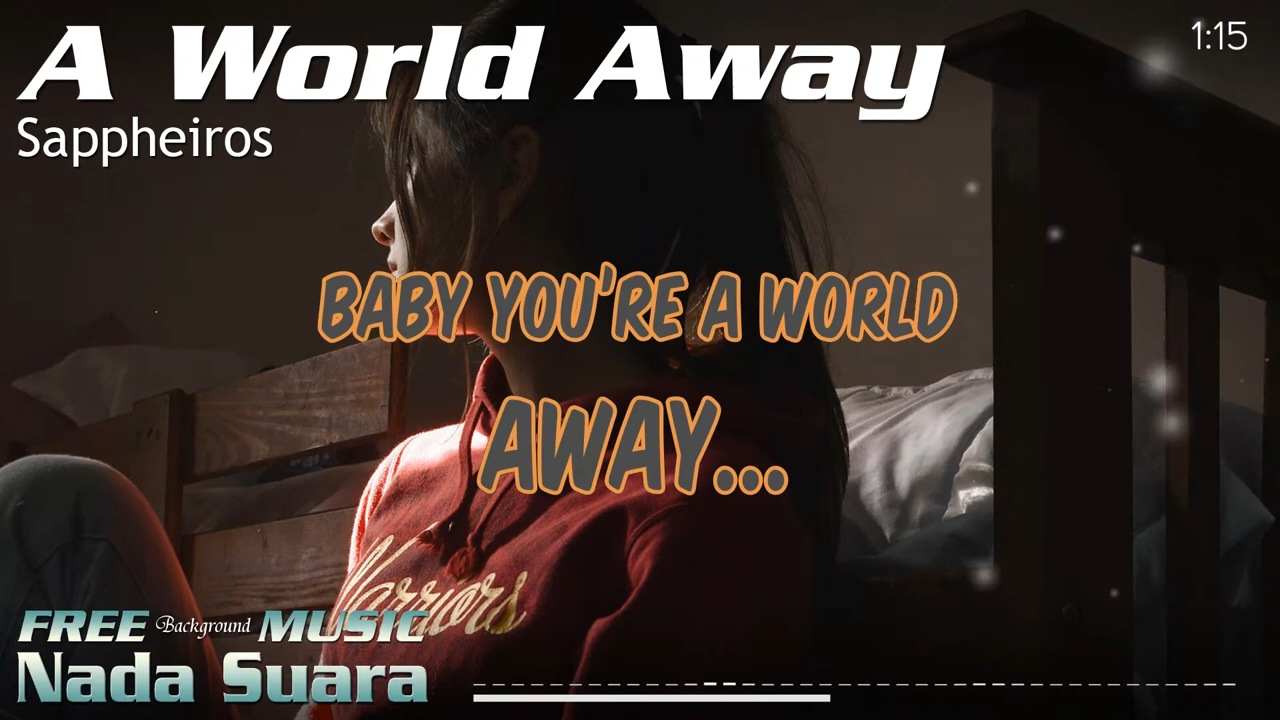 A World Away
1:15
Sappheiros
BABY YOU'RE A WORLD
AWAY...
Warriors
FREE Background MUSIC
Nada Suara